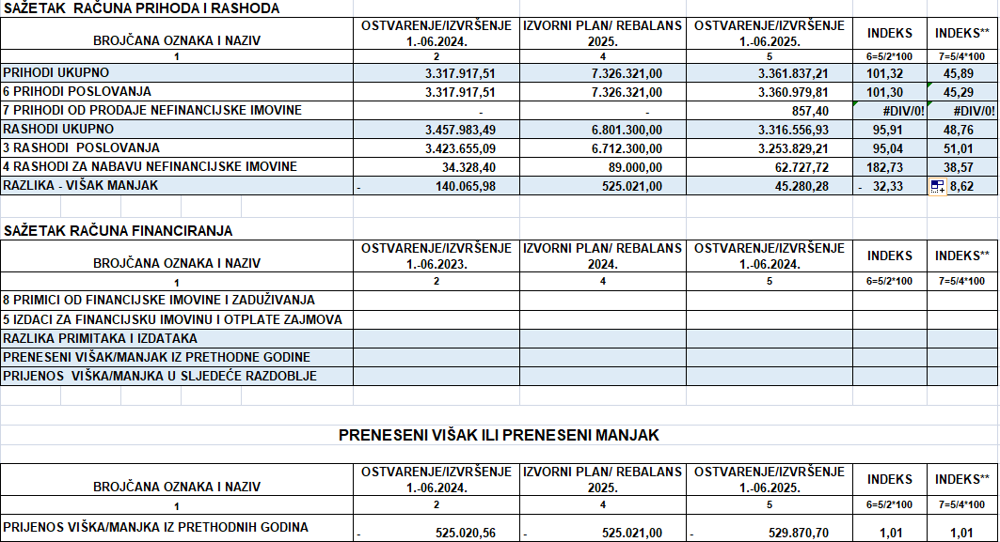 SAŽETAK RAČUNA PRIHODA I RASHODA
BROJČANA OZNAKA I NAZIV OSTVARENJE/IZVRŠENJE 1.-06.2024. IZVORNI PLAN/ REBALANS 2025. OSTVARENJE/IZVRŠENJE 1.-06.2025. INDEKS INDEKS**
1 2 4 5 6=5/2*100 7=5/4*100
PRIHODI UKUPNO 3.317.917,51 7.326.321,00 3.361.837,21 101,32 45,89
6 PRIHODI POSLOVANJA 3.317.917,51 7.326.321,00 3.360.979,81 101,30 45,29
7 PRIHODI OD PRODAJE NEFINANCIJSKE IMOVINE - - 857,40 #DIV/0! #DIV/0!
RASHODI UKUPNO 3.457.983,49 6.801.300,00 3.316.556,93 95,91 48,76
3 RASHODI POSLOVANJA 3.423.655,09 6.712.300,00 3.253.829,21 95,04 51,01
4 RASHODI ZA NABAVU NEFINANCIJSKE IMOVINE 34.328,40 89.000,00 62.727,72 182,73 38,57
RAZLIKA - VIŠAK MANJAK - 140.065,98 525.021,00 45.280,28 - 32,33 8,62
SAŽETAK RAČUNA FINANCIRANJA
BROJČANA OZNAKA I NAZIV OSTVARENJE/IZVRŠENJE 1.-06.2023. IZVORNI PLAN/ REBALANS 2024. OSTVARENJE/IZVRŠENJE 1.-06.2024. INDEKS INDEKS**
1 2 4 5 6=5/2*100 7=5/4*100
8 PRIMICI OD FINANCIJSKE IMOVINE I ZADUŽIVANJA
5 IZDACI ZA FINANCIJSKU IMOVINU I OTPLATE ZAJMOVA
RAZLIKA PRIMITAKA I IZDATAKA
PRENESENI VIŠAK/MANJAK IZ PRETHODNE GODINE
PRIJENOS VIŠKA/MANJKA U SLJEDEĆE RAZDOBLJE
PRENESENI VIŠAK ILI PRENESENI MANJAK
BROJČANA OZNAKA I NAZIV OSTVARENJE/IZVRŠENJE 1.-06.2024. IZVORNI PLAN/ REBALANS 2025. OSTVARENJE/IZVRŠENJE 1.-06.2025. INDEKS INDEKS**
1 2 4 5 6=5/2*100 7=5/4*100
PRIJENOS VIŠKA/MANJKA IZ PRETHODNIH GODINA - 525.020,56 - 525.021,00 - 529.870,70 1,01 1,01